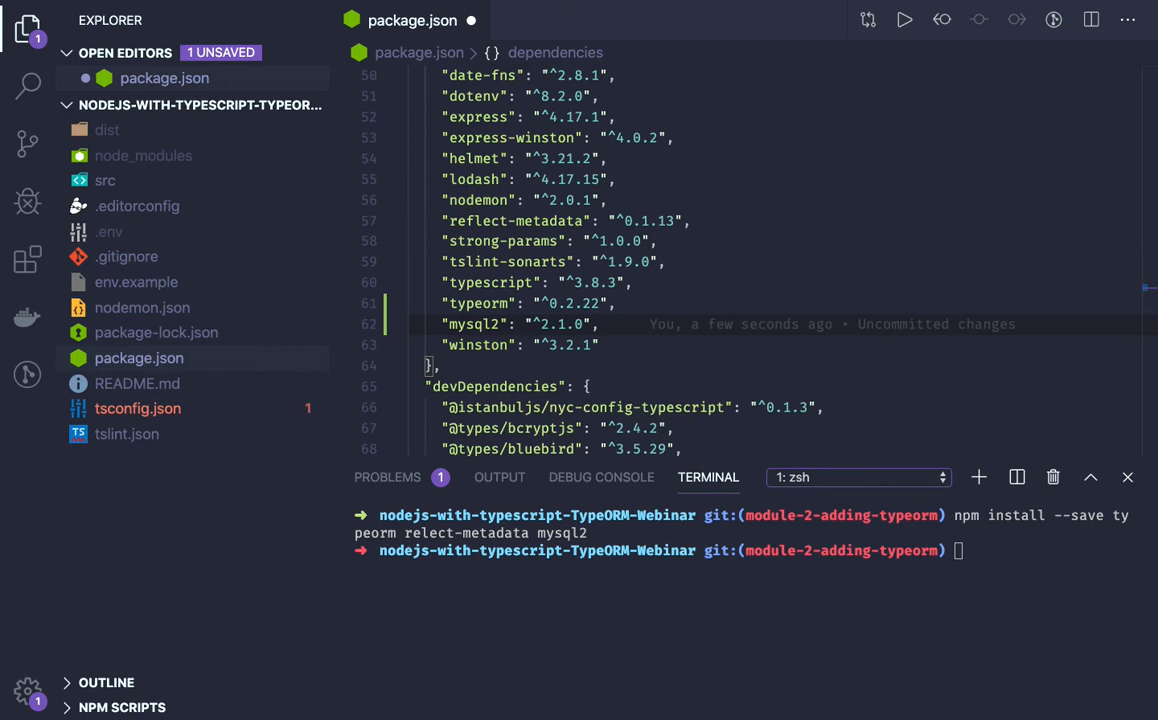 EXPLORER
package.json
1
OPEN EDITORS 1 UNSAVED
package.json
NODEJS-WITH-TYPESCRIPT-TYPEOR...
dist
node_modules
src
.editorconfig
.env
.gitignore
env.example
nodemon.json
package-lock.json
package.json
README.md
tsconfig.json 1
TS tslint.json
OUTLINE
1
NPM SCRIPTS
package.json > {} dependencies
50 "date-fns": "^2.8.1",
51 "dotenv": "^8.2.0",
52 "express": "^4.17.1",
53 "express-winston": "^4.0.2",
54 "helmet": "^3.21.2",
55 "lodash": "^4.17.15",
56 "nodemon": "^2.0.1",
57 "reflect-metadata": "^0.1.13",
58 "strong-params": "^1.0.0",
59 "tslint-sonarts": "^1.9.0",
60 "typescript": "^3.8.3",
61 "typeorm": "^0.2.22",
62 "mysql2": "^2.1.0", You, a few seconds ago • Uncommitted changes
63 "winston": "^3.2.1"
64 },
65 "devDependencies": {
66 "@istanbuljs/nyc-config-typescript": "^0.1.3",
67 "@types/bcryptjs": "^2.4.2",
68 "@types/bluebird": "^3.5.29",
PROBLEMS 1 OUTPUT DEBUG CONSOLE TERMINAL 1: zsh
➜ nodejs-with-typescript-TypeORM-Webinar git:(module-2-adding-typeorm) npm install --save ty
peorm relect-metadata mysql2
➜ nodejs-with-typescript-TypeORM-Webinar git:(module-2-adding-typeorm)